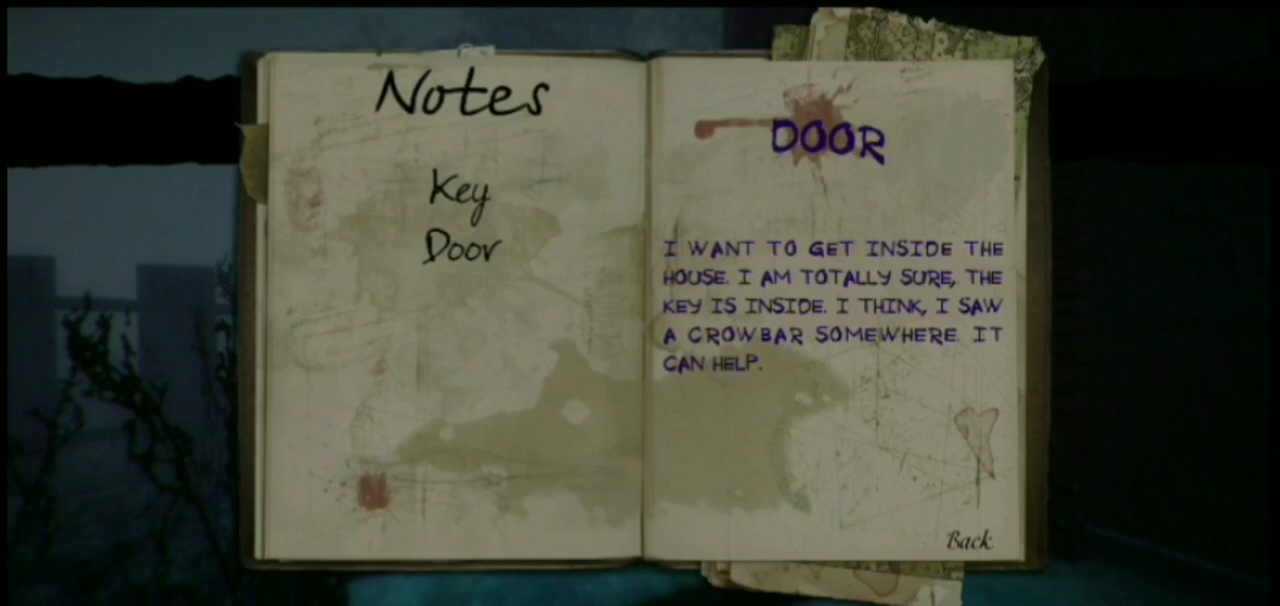 Notes
Key
Door
DOOR
I WANT TO GET INSIDE THE
HOUSE. I AM TOTALLY SURE, THE
KEY IS INSIDE. I THINK, I SAW
A CROWBAR SOMEWHERE. IT
CAN HELP.
Back